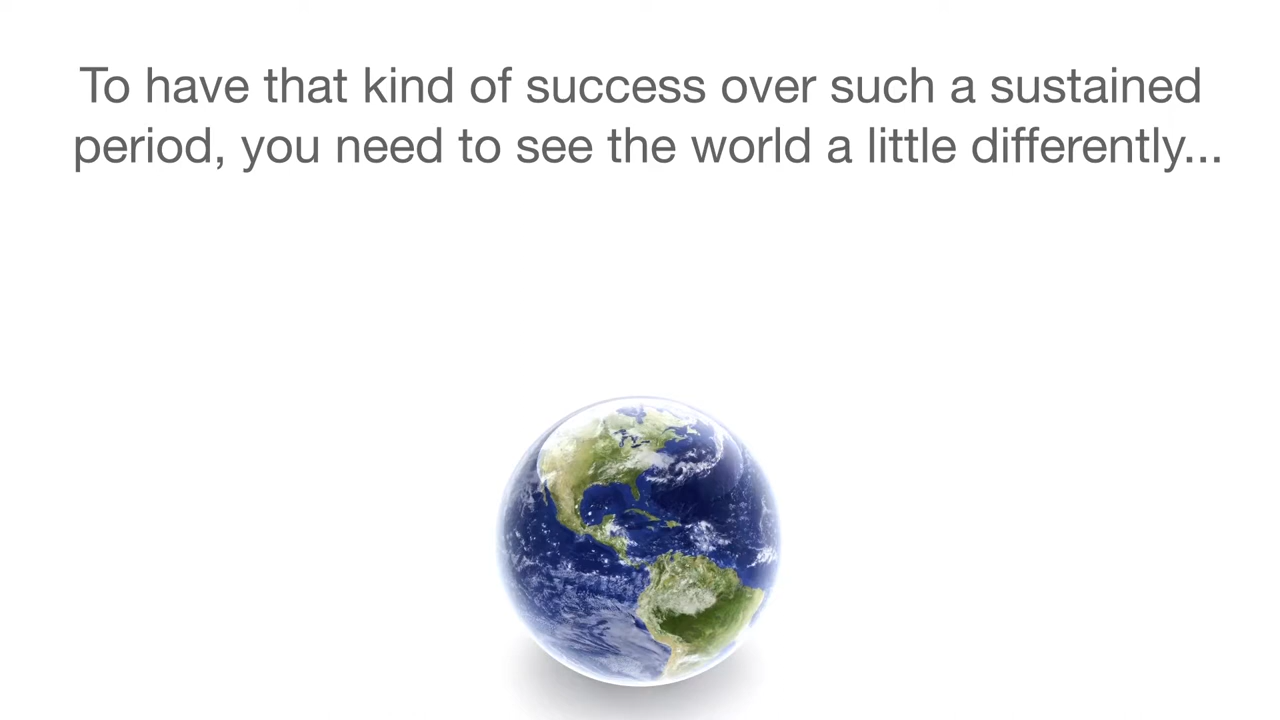 To have that kind of success over such a sustained
period, you need to see the world a little differently...